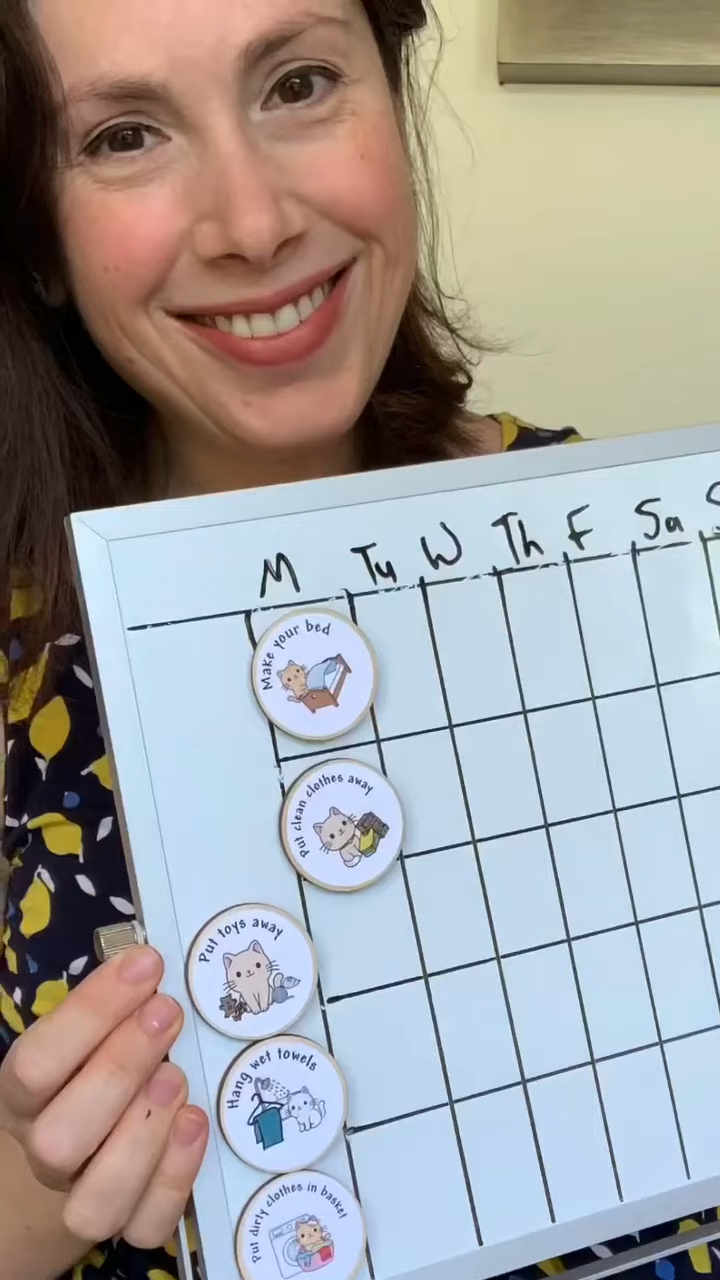 M Tu W Th F Sa S
Make your bed
Put clean clothes away
Put toys away
Hang wet towels
Put dirty clothes in basket